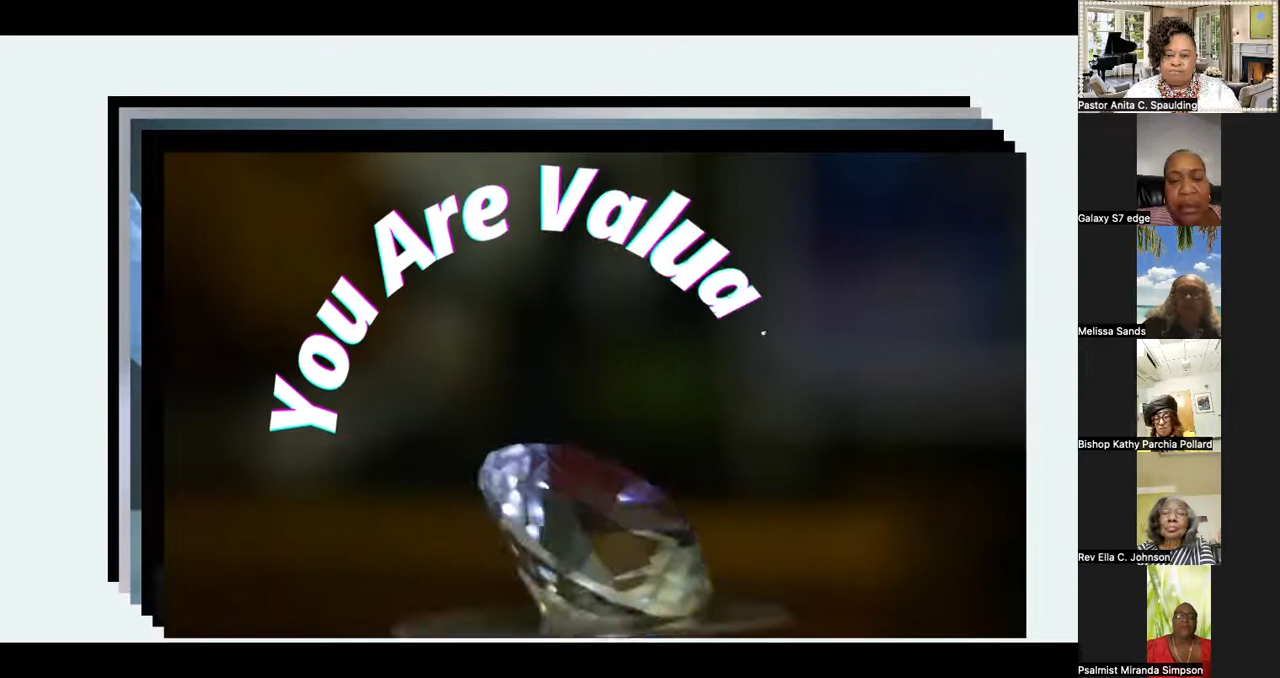 You Are Valua
Pastor Anita C. Spaulding
Galaxy S7 edge
Melissa Sands
Bishop Kathy Parchia Pollard
Rev Ella C. Johnson
Psalmist Miranda Simpson